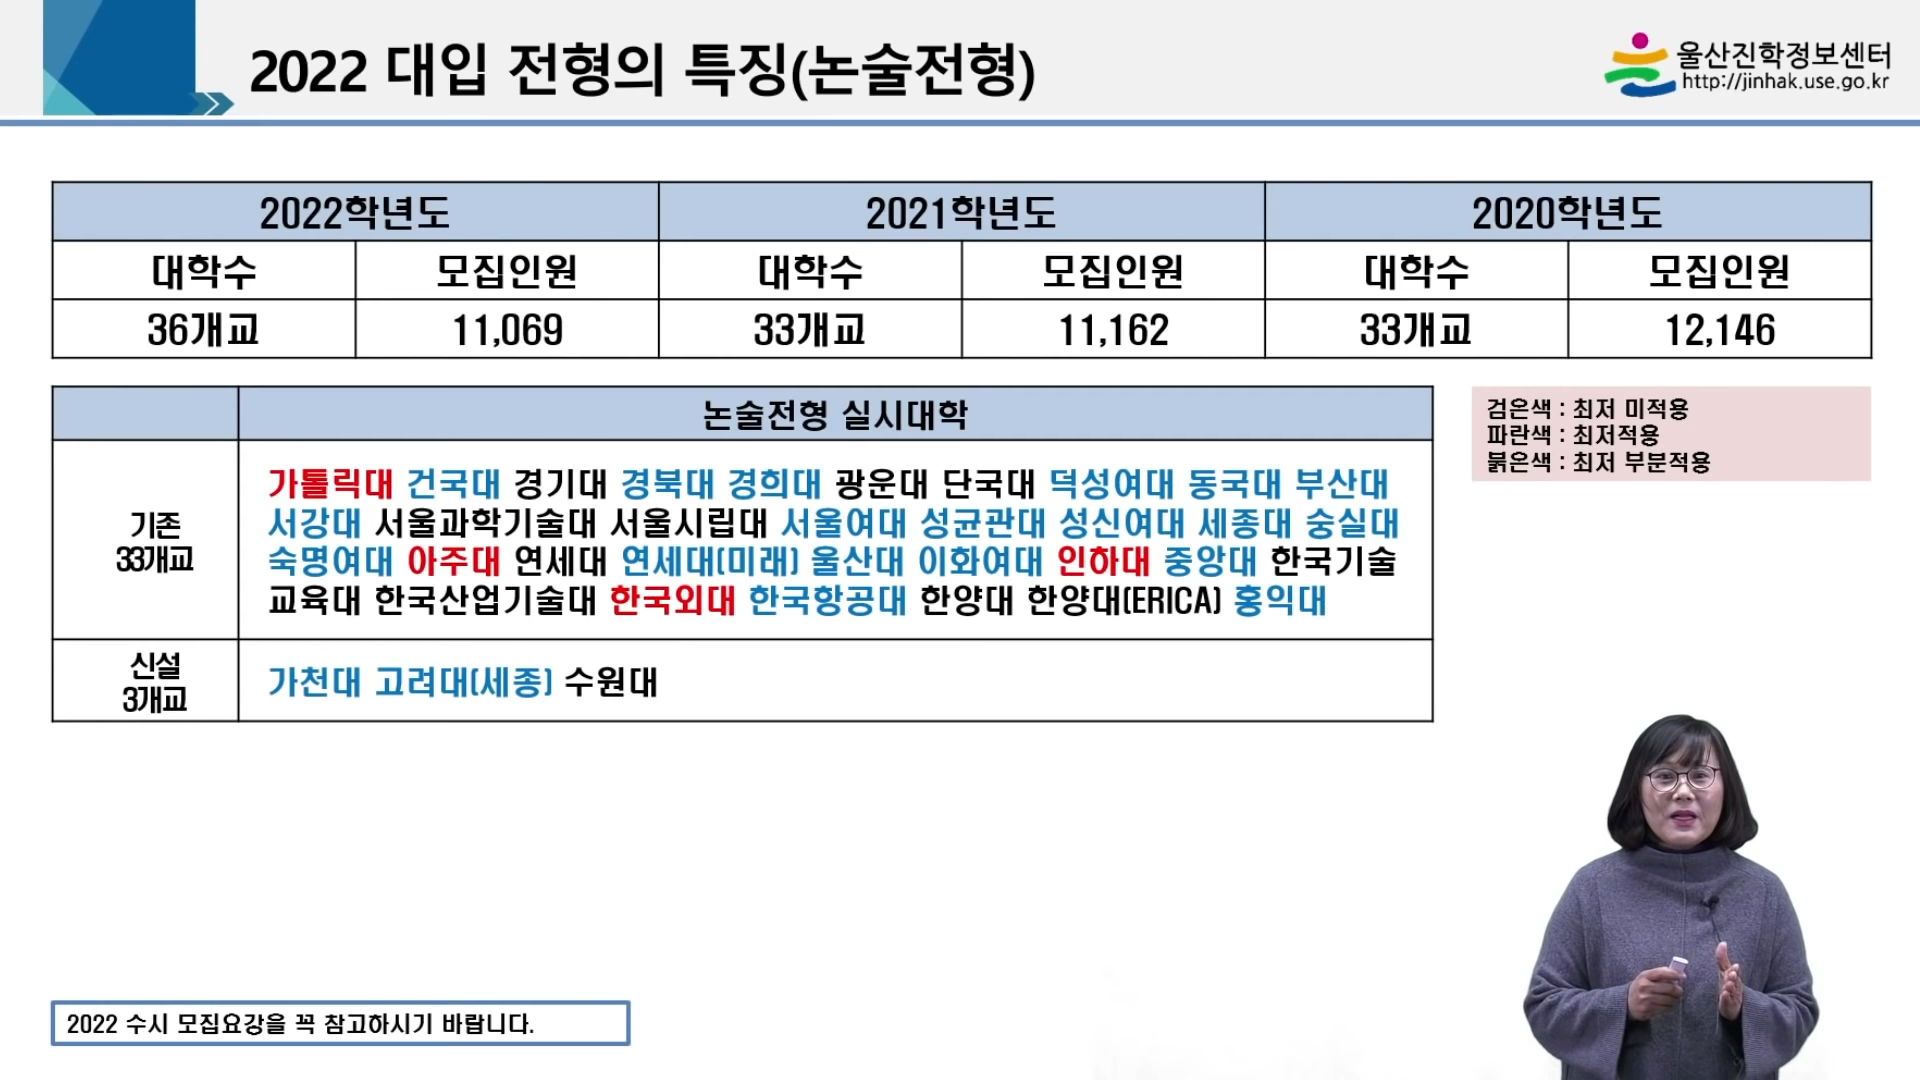 2022 대입 전형의 특징(논술전형)
울산진학정보센터
http://jinhak.use.go.kr
2022학년도 2021학년도 2020학년도
대학수 모집인원 대학수 모집인원 대학수 모집인원
36개교 11,069 33개교 11,162 33개교 12,146
논술전형 실시대학
기존
33개교
가톨릭대 건국대 경기대 경북대 경희대 광운대 단국대 덕성여대 동국대 부산대
서강대 서울과학기술대 서울시립대 서울여대 성균관대 성신여대 세종대 숭실대
숙명여대 아주대 연세대 연세대(미래) 울산대 이화여대 인하대 중앙대 한국기술
교육대 한국산업기술대 한국외대 한국항공대 한양대 한양대(ERICA) 홍익대
신설
3개교
가천대 고려대(세종) 수원대
검은색 : 최저 미적용
파란색 : 최저적용
붉은색 : 최저 부분적용
2022 수시 모집요강을 꼭 참고하시기 바랍니다.